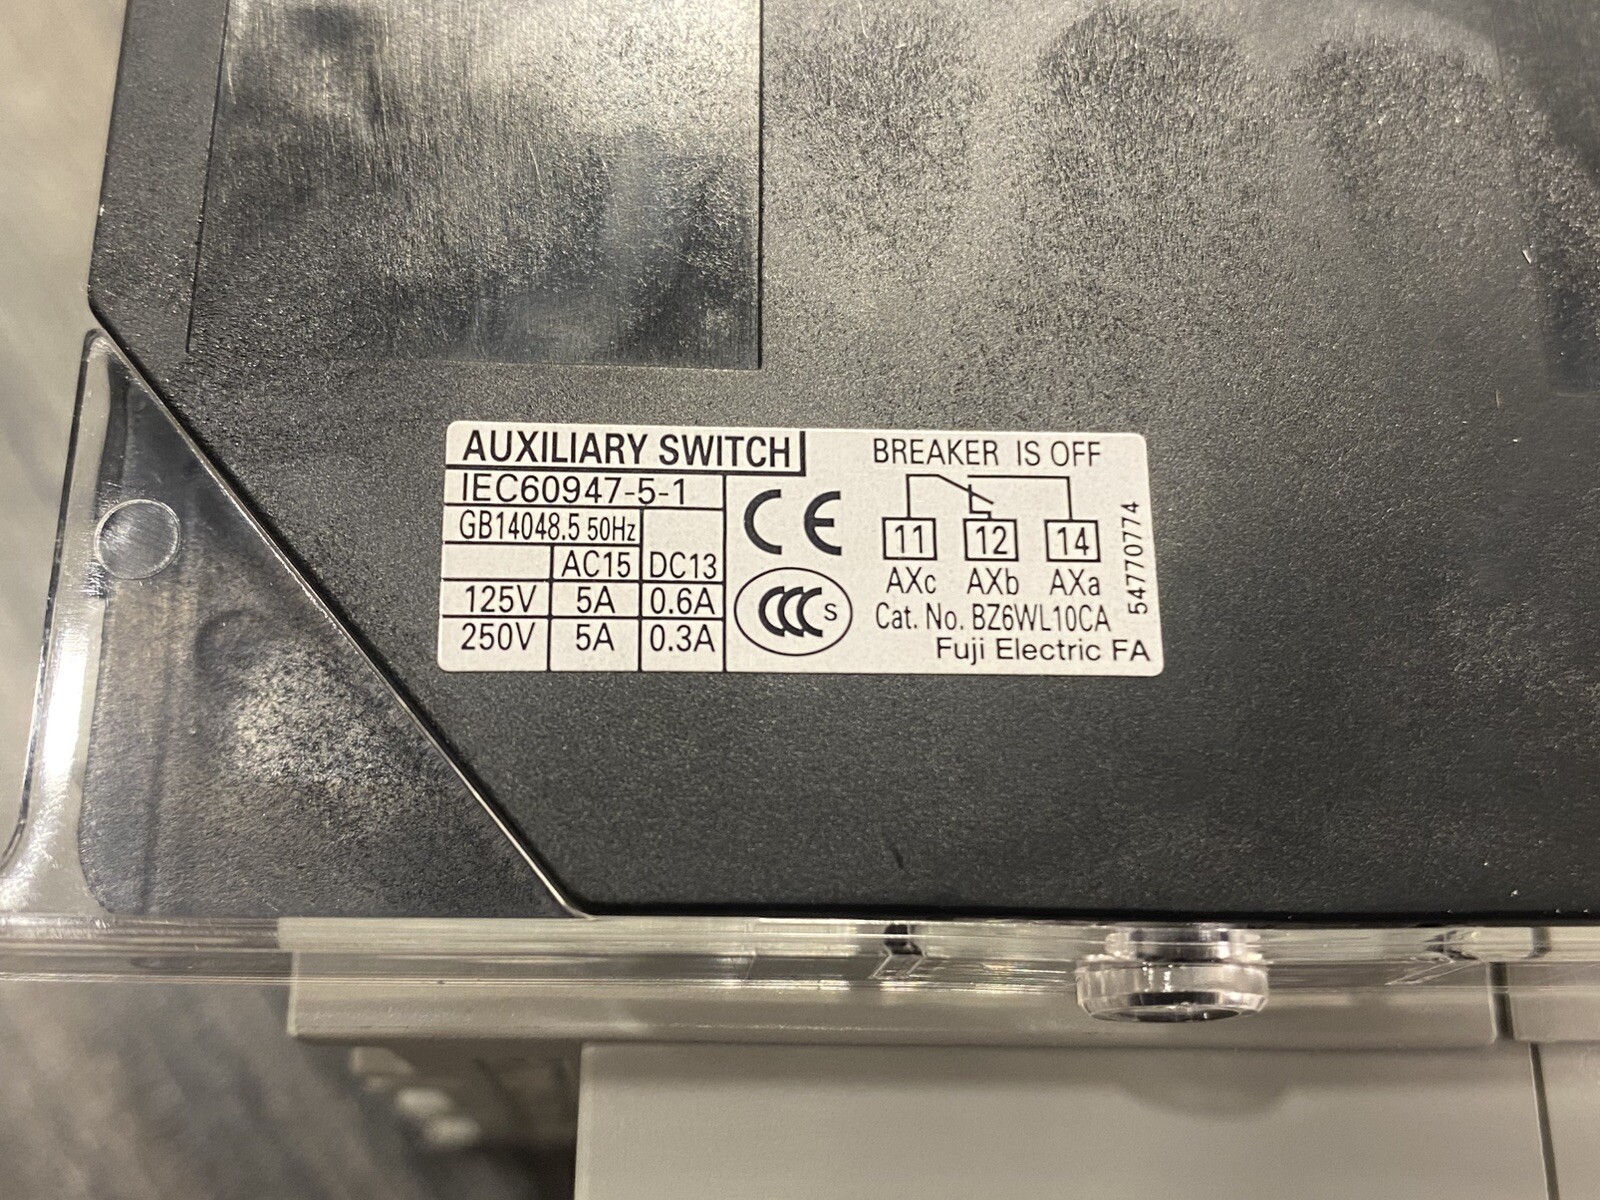 AUXILIARY SWITCH
IEC60947-5-1
GB14048.5 50Hz
AC15 DC13
125V 5A 0.6A
250V 5A 0.3A
CE
CCC S
BREAKER IS OFF
11 12 14
AXc AXb AXa
Cat. No. BZ6WL10CA
Fuji Electric FA
54770774